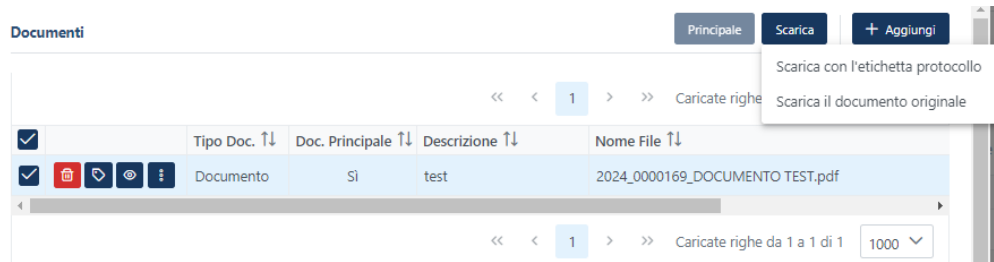 Documenti
Principale
Scarica
+ Aggiungi
Scarica con l'etichetta protocollo
Scarica il documento originale
<< < 1 > >> Caricate righe
Tipo Doc. ↑↓ Doc. Principale ↑↓ Descrizione ↑↓ Nome File ↑↓
Documento Sì test 2024_0000169_DOCUMENTO TEST.pdf
<< < 1 > >> Caricate righe da 1 a 1 di 1 1000